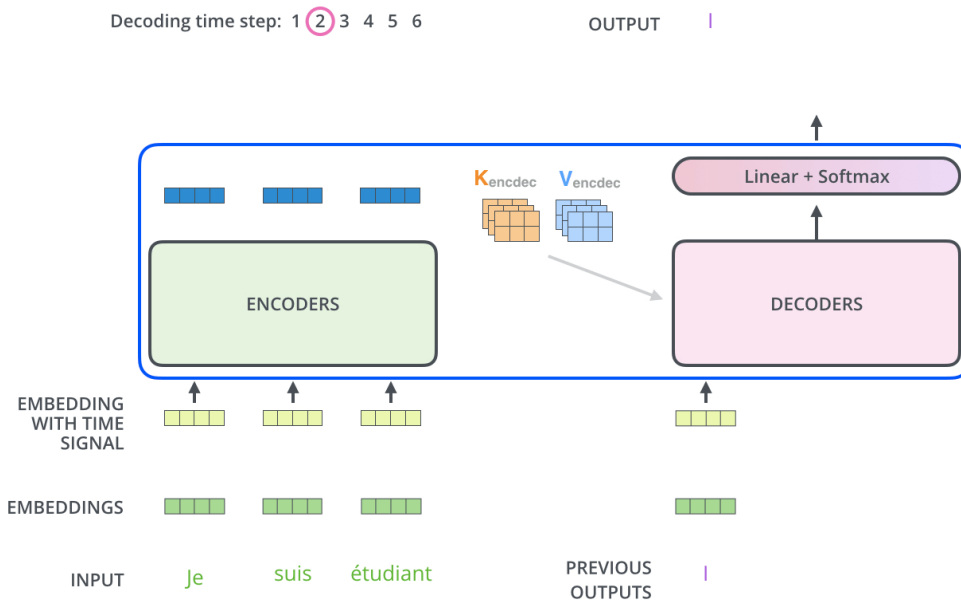 Decoding time step: 1 2 3 4 5 6
OUTPUT I
Kencdec Vencdec
Linear + Softmax
ENCODERS
DECODERS
EMBEDDING
WITH TIME
SIGNAL
EMBEDDINGS
INPUT Je suis étudiant
PREVIOUS
OUTPUTS
I